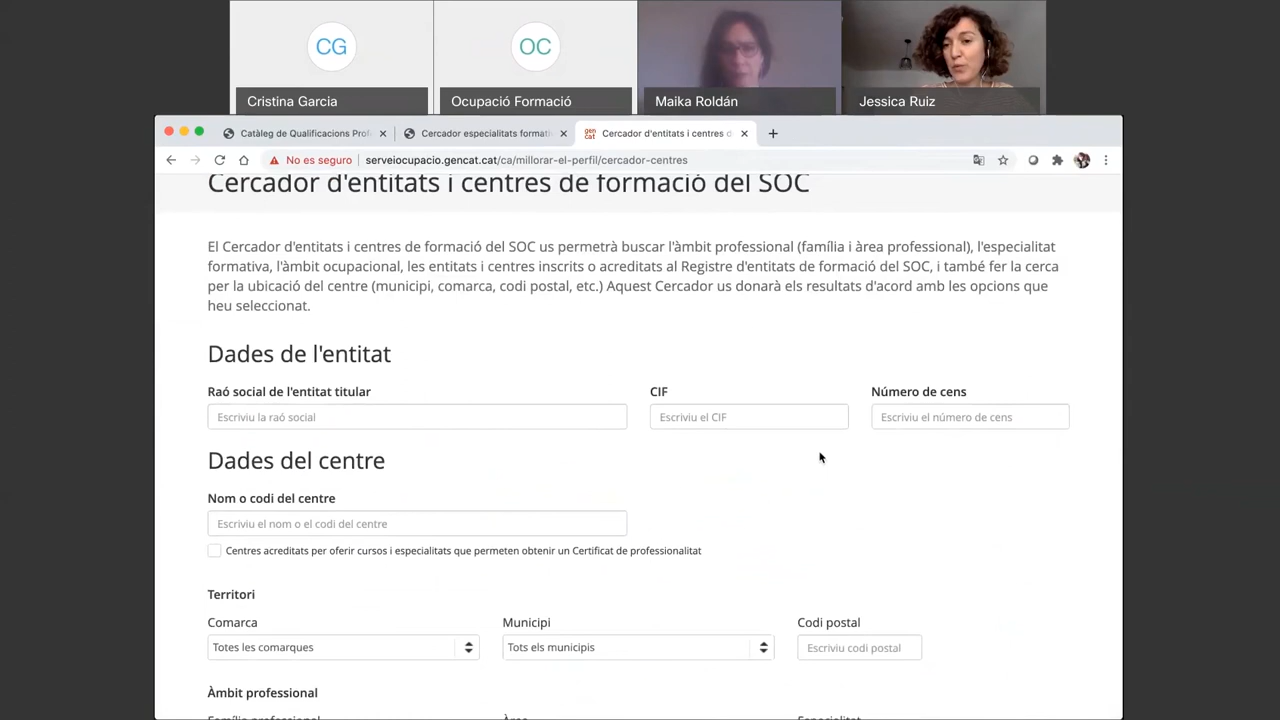 CG
OC
Cristina Garcia
Ocupació Formació
Maika Roldán
Jessica Ruiz
Catàleg de Qualificacions Prof
Cercador especialitats formati
gencat
Cercador d'entitats i centres d
No es seguro
serveiocupacio.gencat.cat/ca/millorar-el-perfil/cercador-centres
Cercador d'entitats i centres de formació del SOC
El Cercador d'entitats i centres de formació del SOC us permetrà buscar l'àmbit professional (família i àrea professional), l'especialitat
formativa, l'àmbit ocupacional, les entitats i centres inscrits o acreditats al Registre d'entitats de formació del SOC, i també fer la cerca
per la ubicació del centre (municipi, comarca, codi postal, etc.) Aquest Cercador us donarà els resultats d'acord amb les opcions que
heu seleccionat.
Dades de l'entitat
Raó social de l'entitat titular
CIF
Número de cens
Escriviu la raó social
Escriviu el CIF
Escriviu el número de cens
Dades del centre
Nom o codi del centre
Escriviu el nom o el codi del centre
Centres acreditats per oferir cursos i especialitats que permeten obtenir un Certificat de professionalitat
Territori
Comarca
Municipi
Codi postal
Totes les comarques
Tots els municipis
Escriviu codi postal
Àmbit professional
Família professional
Àrea
Especialitat